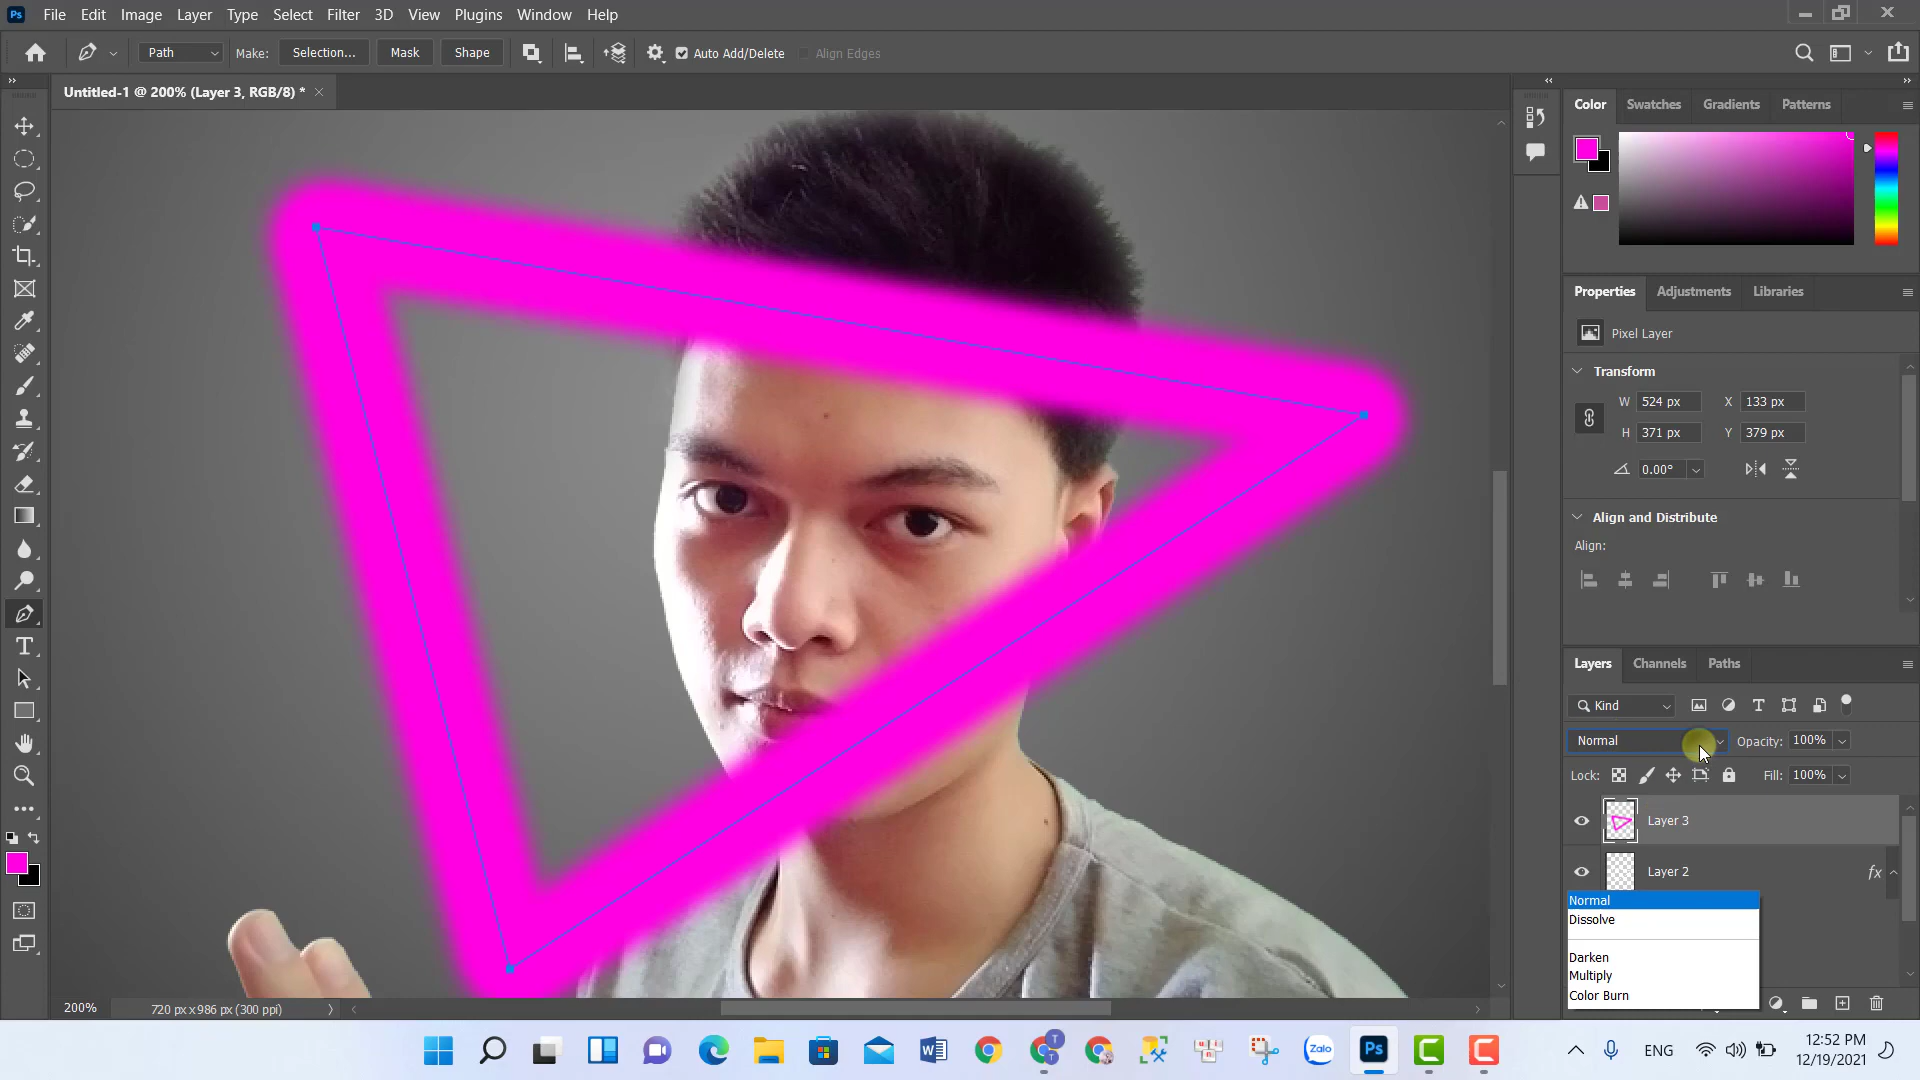 Ps File Edit Image Layer Type Select Filter 3D View Plugins Window Help
Path Make: Selection... Mask Shape Auto Add/Delete Align Edges
Untitled-1 @ 200% (Layer 3, RGB/8) *
Color Swatches Gradients Patterns
Properties Adjustments Libraries
Pixel Layer
Transform
W 524 px X 133 px
H 371 px Y 379 px
0.00°
Align and Distribute
Align:
Layers Channels Paths
Kind
Normal Opacity: 100%
Lock: Fill: 100%
Layer 3
Layer 2 fx
Normal
Dissolve
Darken
Multiply
Color Burn
200% 720 px x 986 px (300 ppi)
Zalo Ps ENG 12:52 PM
12/19/2021